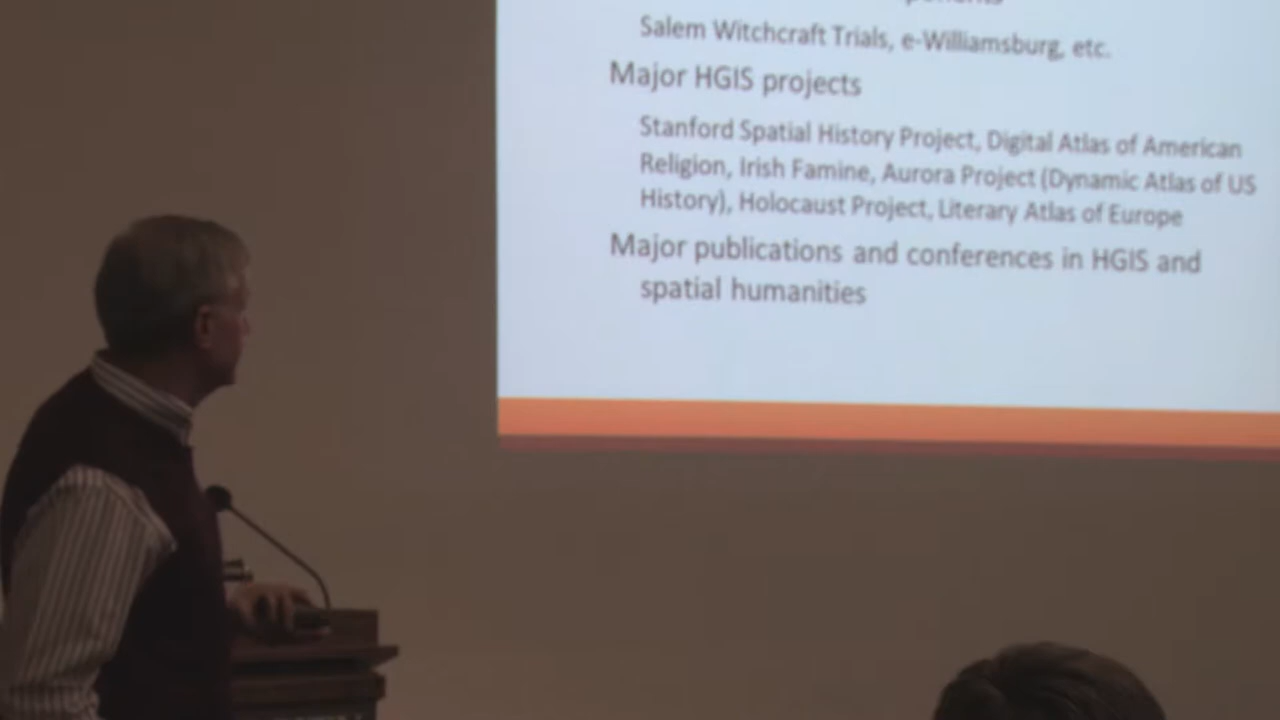 Salem Witchcraft Trials, e-Williamsburg, etc.
Major HGIS projects
Stanford Spatial History Project, Digital Atlas of American
Religion, Irish Famine, Aurora Project (Dynamic Atlas of US
History), Holocaust Project, Literary Atlas of Europe
Major publications and conferences in HGIS and
spatial humanities